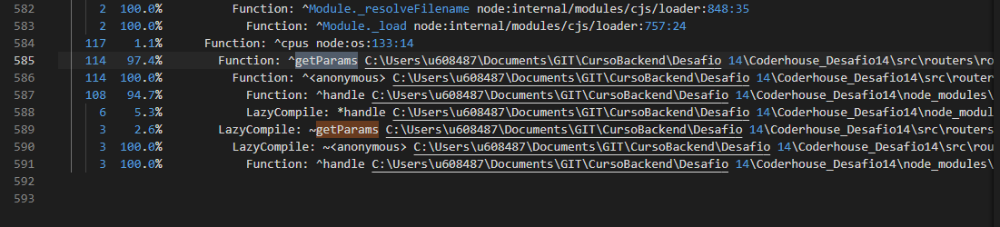 582 2 100.0% Function: ^Module._resolveFilename node:internal/modules/cjs/loader:848:35
583 2 100.0% Function: ^Module._load node:internal/modules/cjs/loader:757:24
584 117 1.1% Function: ^cpus node:os:133:14
585 114 97.4% Function: ^getParams C:\Users\u608487\Documents\GIT\CursoBackend\Desafio 14\Coderhouse_Desafio14\src\routers\ro
586 114 100.0% Function: ^<anonymous> C:\Users\u608487\Documents\GIT\CursoBackend\Desafio 14\Coderhouse_Desafio14\src\router
587 108 94.7% Function: ^handle C:\Users\u608487\Documents\GIT\CursoBackend\Desafio 14\Coderhouse_Desafio14\node_modules\
588 6 5.3% LazyCompile: *handle C:\Users\u608487\Documents\GIT\CursoBackend\Desafio 14\Coderhouse_Desafio14\node_modul
589 3 2.6% LazyCompile: ~getParams C:\Users\u608487\Documents\GIT\CursoBackend\Desafio 14\Coderhouse_Desafio14\src\routers
590 3 100.0% LazyCompile: ~<anonymous> C:\Users\u608487\Documents\GIT\CursoBackend\Desafio 14\Coderhouse_Desafio14\src\rou
591 3 100.0% Function: ^handle C:\Users\u608487\Documents\GIT\CursoBackend\Desafio 14\Coderhouse_Desafio14\node_modules\
592
593